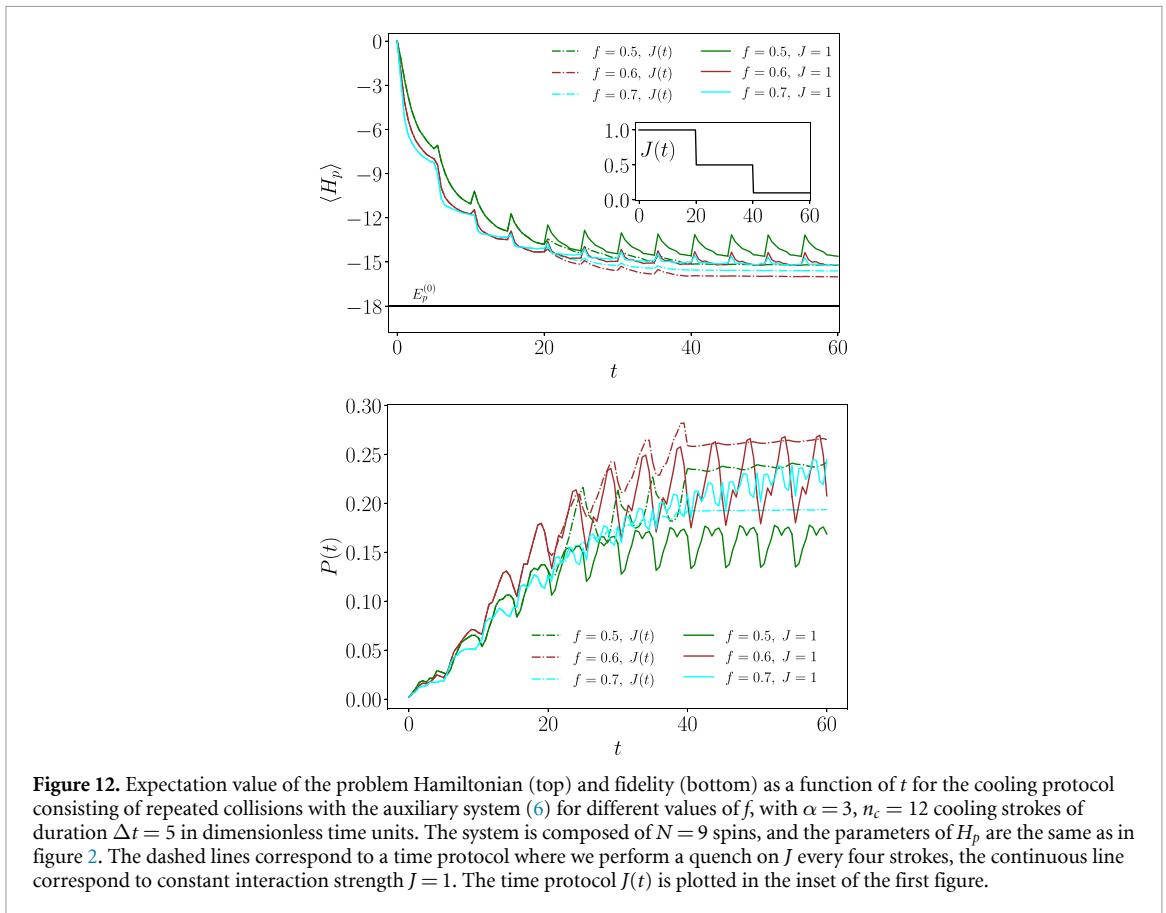 0
−3
−6
−9
−12
−15
−18
⟨H_p⟩
f = 0.5, J(t)
f = 0.6, J(t)
f = 0.7, J(t)
f = 0.5, J = 1
f = 0.6, J = 1
f = 0.7, J = 1
1.0
0.5
0.0
J(t)
0 20 40 60
E_p^{(0)}
0 20 40 60
t
0.30
0.25
0.20
0.15
0.10
0.05
0.00
P(t)
f = 0.5, J(t)
f = 0.6, J(t)
f = 0.7, J(t)
f = 0.5, J = 1
f = 0.6, J = 1
f = 0.7, J = 1
0 20 40 60
t
Figure 12. Expectation value of the problem Hamiltonian (top) and fidelity (bottom) as a function of t for the cooling protocol
consisting of repeated collisions with the auxiliary system (6) for different values of f, with α = 3, n_c = 12 cooling strokes of
duration Δt = 5 in dimensionless time units. The system is composed of N = 9 spins, and the parameters of H_p are the same as in
figure 2. The dashed lines correspond to a time protocol where we perform a quench on J every four strokes, the continuous line
correspond to constant interaction strength J = 1. The time protocol J(t) is plotted in the inset of the first figure.